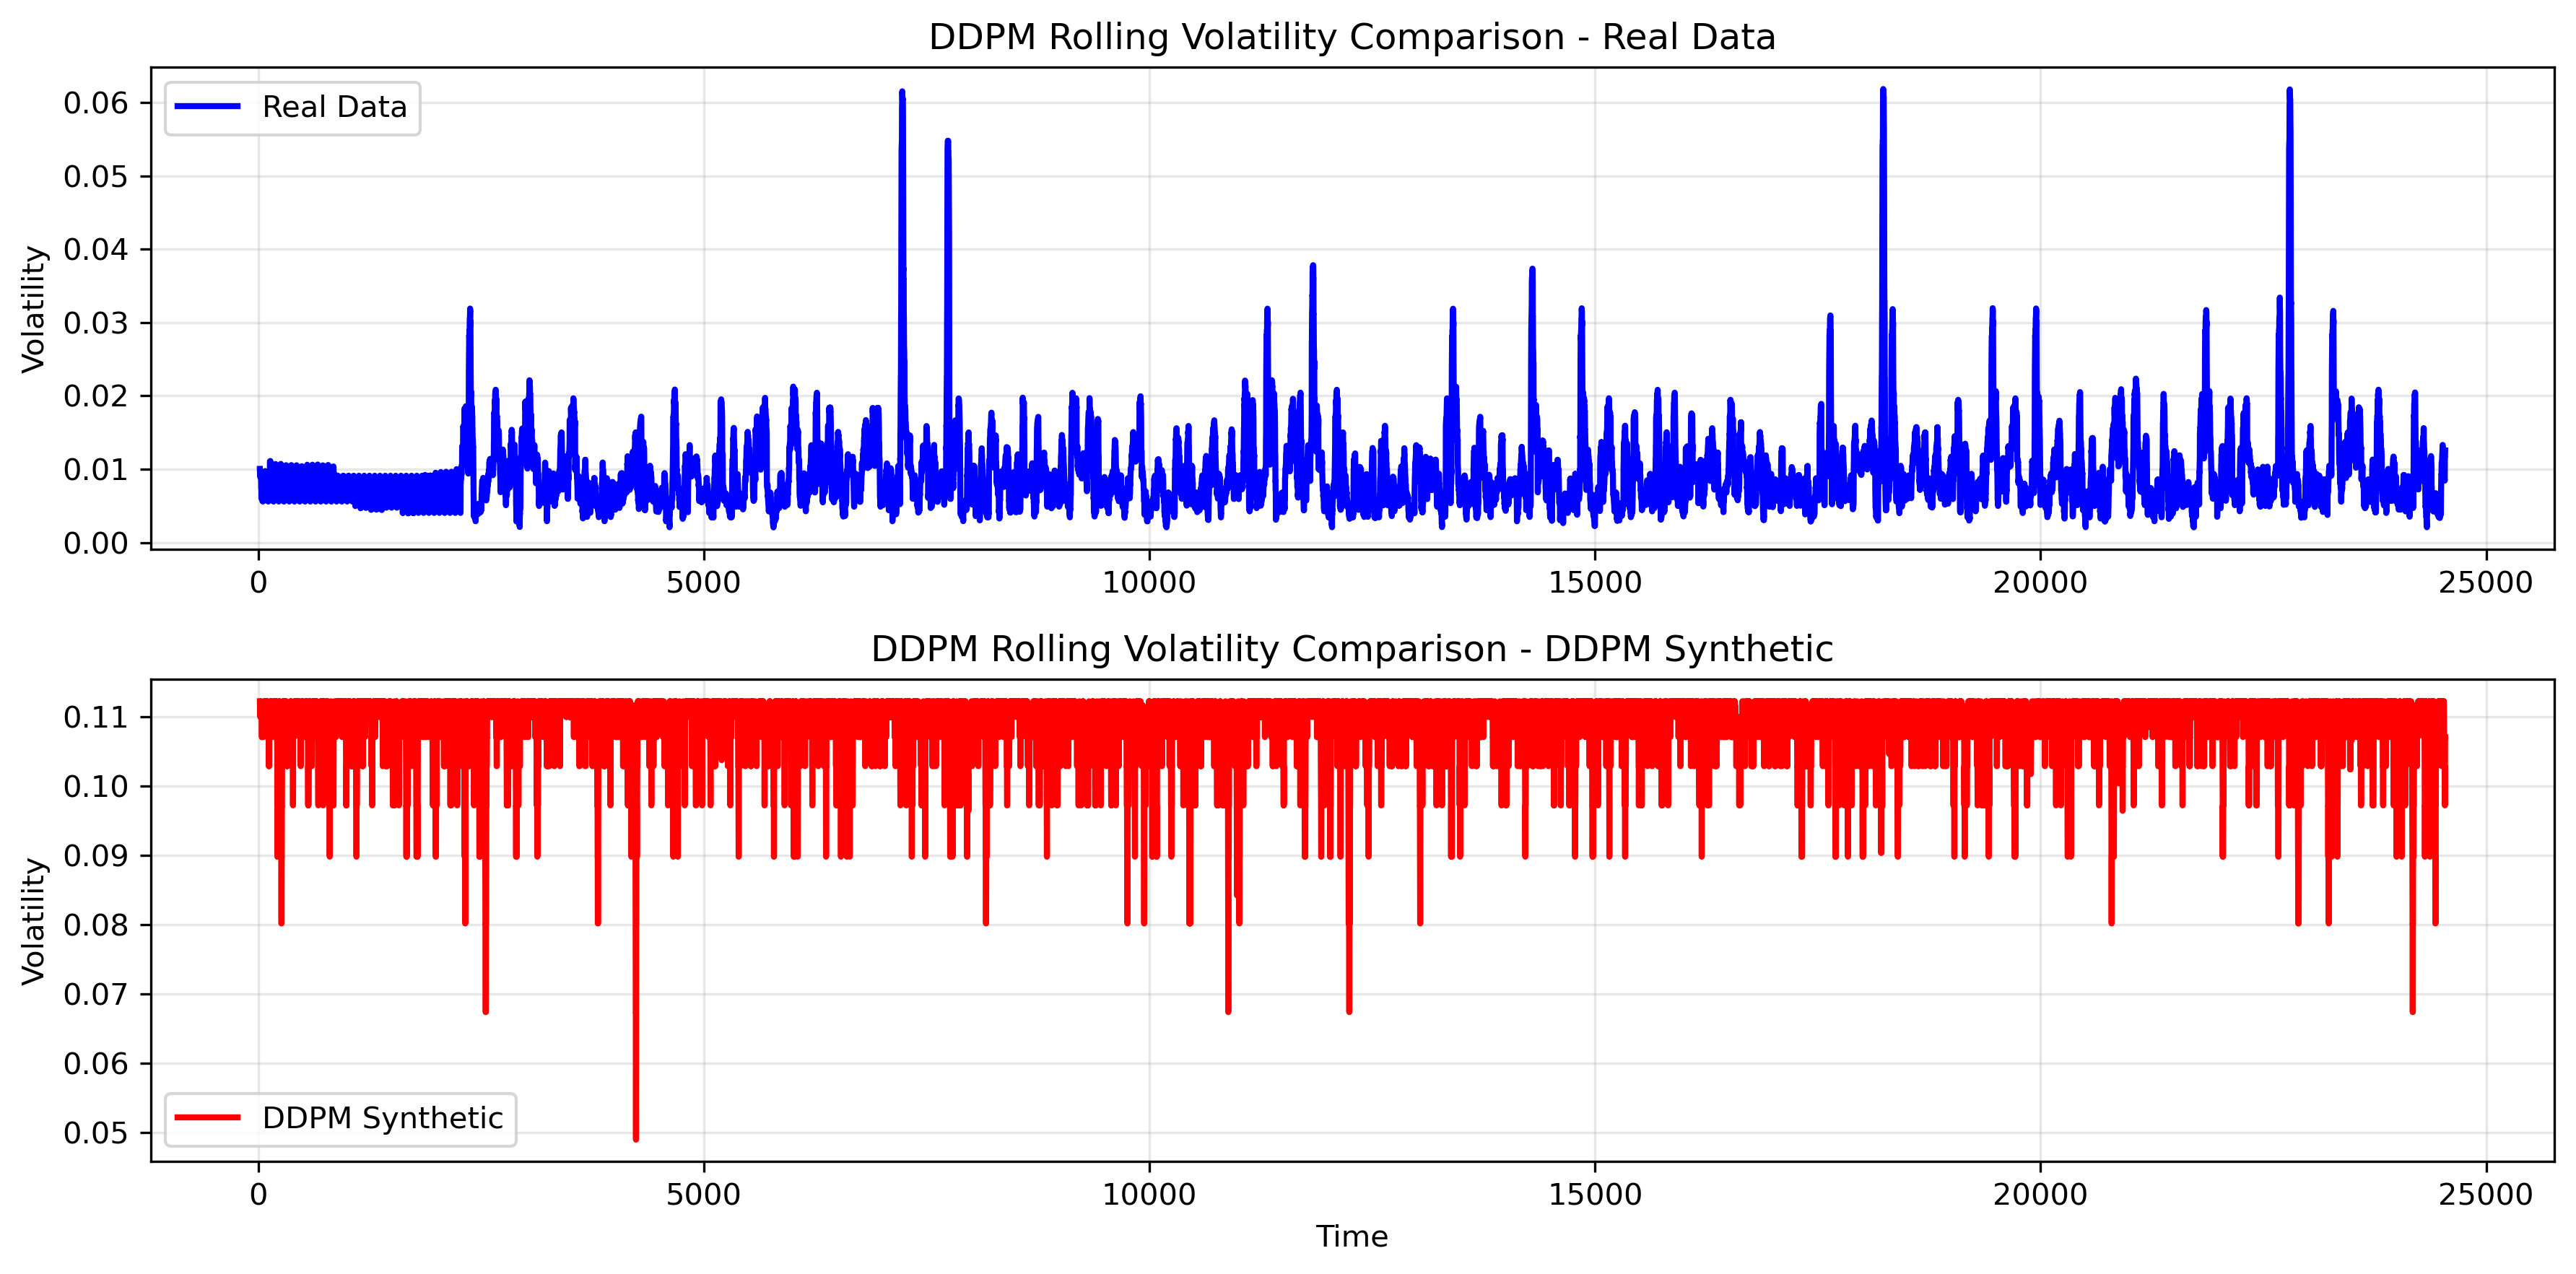 DDPM Rolling Volatility Comparison - Real Data
Real Data
Volatility
0.06
0.05
0.04
0.03
0.02
0.01
0.00
0 5000 10000 15000 20000 25000
DDPM Rolling Volatility Comparison - DDPM Synthetic
Volatility
0.11
0.10
0.09
0.08
0.07
0.06
0.05
DDPM Synthetic
0 5000 10000 15000 20000 25000
Time